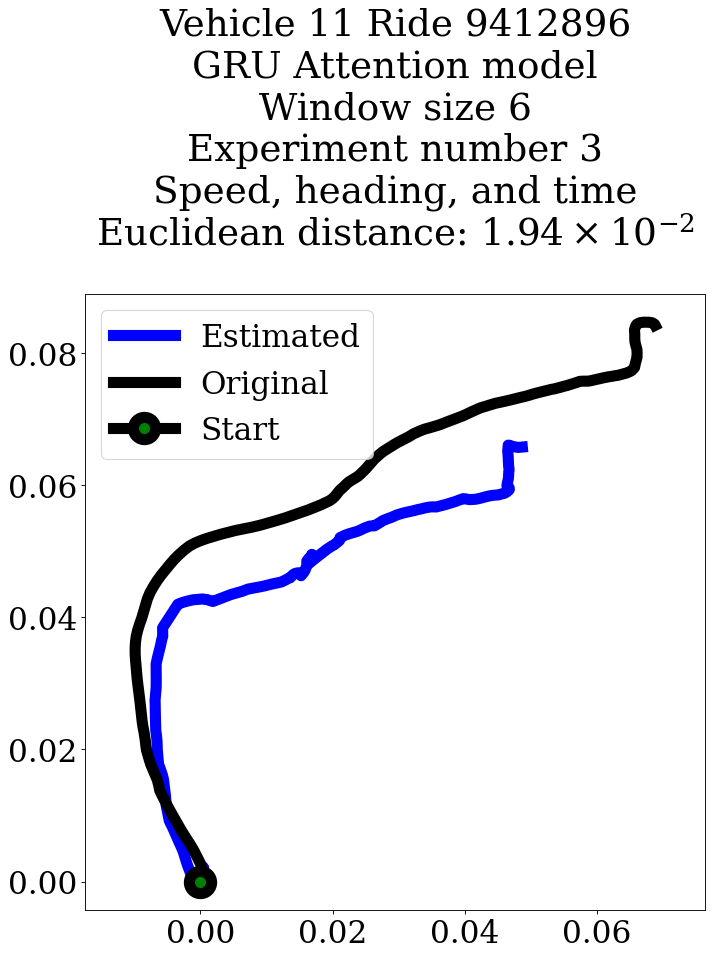 Vehicle 11 Ride 9412896
GRU Attention model
Window size 6
Experiment number 3
Speed, heading, and time
Euclidean distance: 1.94 × 10⁻²
Estimated
Original
Start
0.08
0.06
0.04
0.02
0.00
0.00 0.02 0.04 0.06